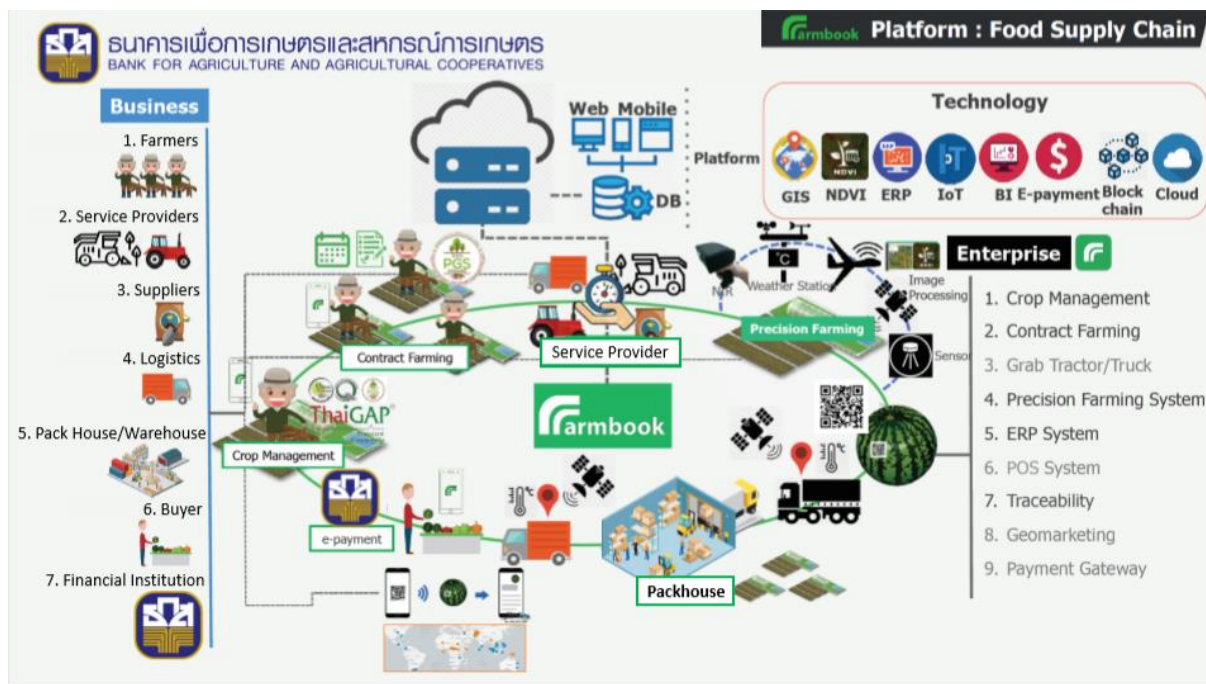 ธนาคารเพื่อการเกษตรและสหกรณ์การเกษตร
BANK FOR AGRICULTURE AND AGRICULTURAL COOPERATIVES
Farmbook Platform : Food Supply Chain
Business
1. Farmers
2. Service Providers
3. Suppliers
4. Logistics
5. Pack House/Warehouse
6. Buyer
7. Financial Institution
Web Mobile
DB
Platform
Technology
GIS
NDVI
NDVI
ERP
IoT
IoT
BI
E-payment
Block
chain
Cloud
PGS
Contract Farming
Service Provider
NIR
Weather Station
°C
Image
Processing
Precision Farming
Sensor
Farmbook
ThaiGAP
Crop Management
e-payment
°C
°C
Packhouse
Enterprise
1. Crop Management
2. Contract Farming
3. Grab Tractor/Truck
4. Precision Farming System
5. ERP System
6. POS System
7. Traceability
8. Geomarketing
9. Payment Gateway